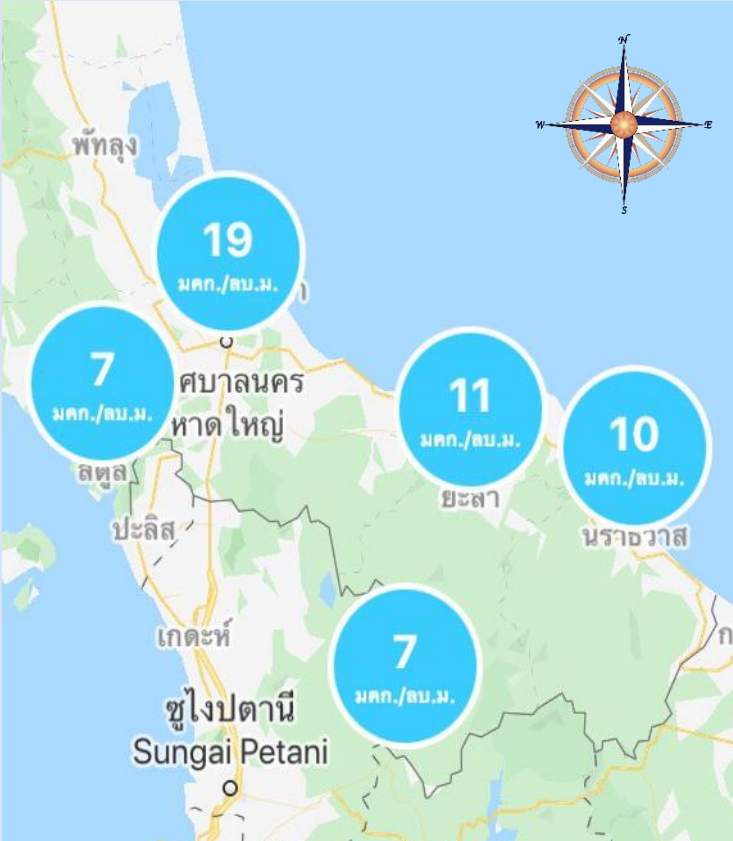 N
W E
S
พัทลุง
19
มคก./ลบ.ม.
7
มคก./ลบ.ม.
ศบาลนคร
หาดใหญ่
11
มคก./ลบ.ม.
10
มคก./ลบ.ม.
สตูล
ยะลา
ปะลิส
นราธิวาส
เกดะห์
7
มคก./ลบ.ม.
ซูไงปตานี
Sungai Petani